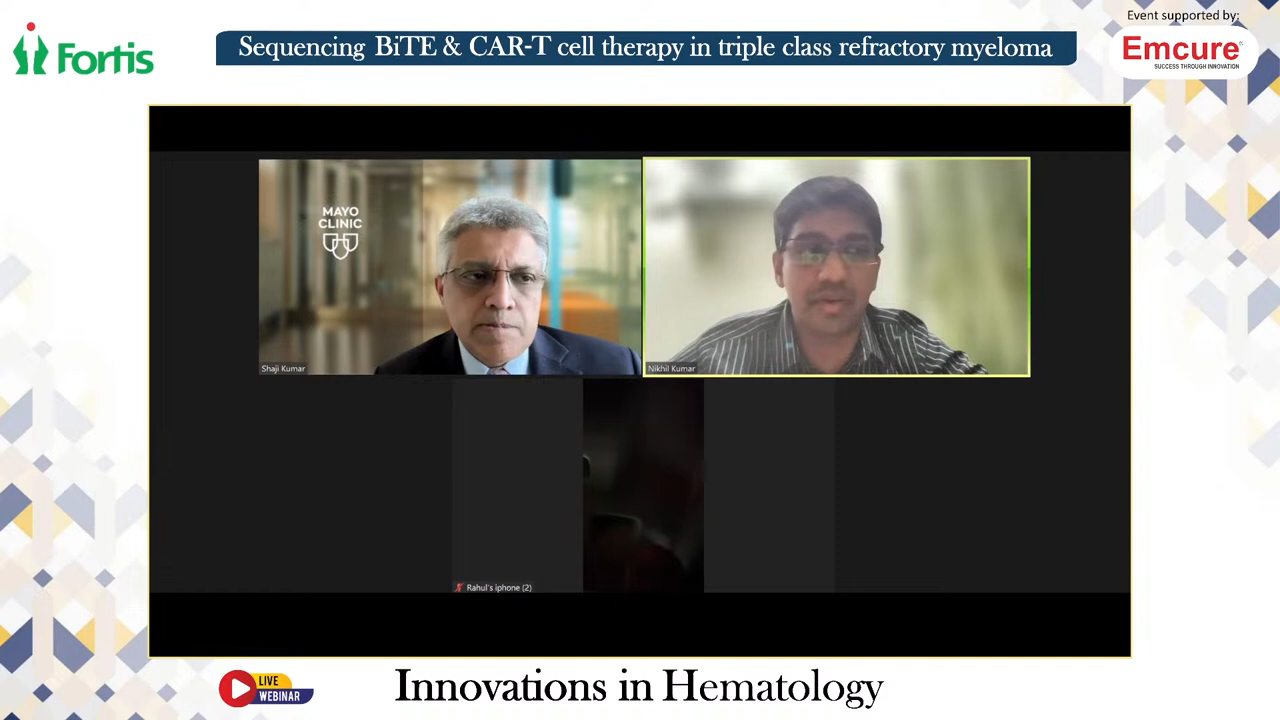 Fortis
Sequencing BiTE & CAR-T cell therapy in triple class refractory myeloma
Event supported by:
Emcure
SUCCESS THROUGH INNOVATION
MAYO
CLINIC
Shaji Kumar
Nikhil Kumar
Rahul's iphone (2)
LIVE
WEBINAR
Innovations in Hematology